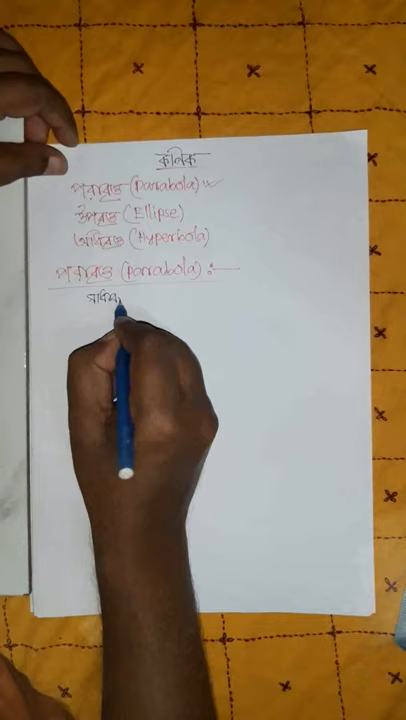 কনিক
পরাবৃত্ত (Parabola)
উপবৃত্ত (Ellipse)
অধিবৃত্ত (Hyperbola)
পরাবৃত্ত (Parabola) :